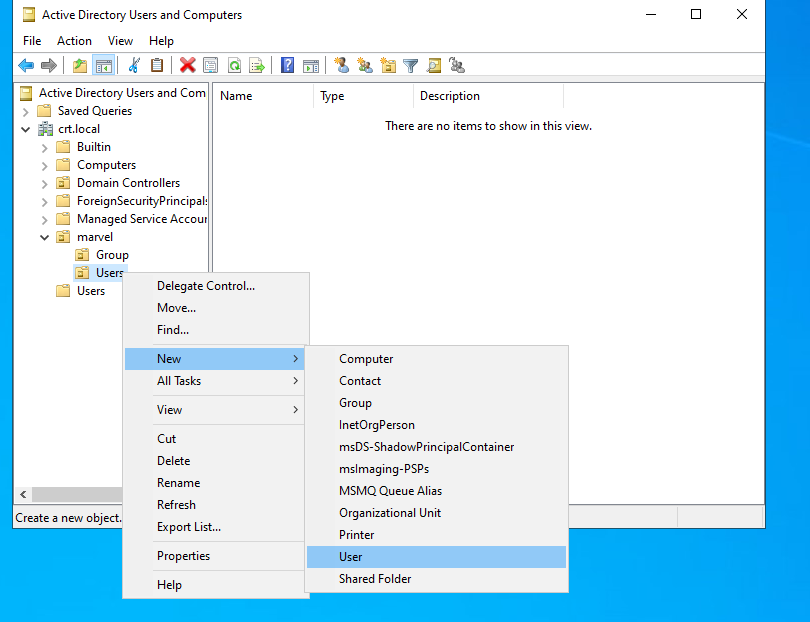 Active Directory Users and Computers
File Action View Help
Name Type Description
There are no items to show in this view.
Active Directory Users and Com
Saved Queries
crt.local
Builtin
Computers
Domain Controllers
ForeignSecurityPrincipals
Managed Service Accour
marvel
Group
Users
Users
Delegate Control...
Move...
Find...
New
All Tasks
View
Cut
Delete
Rename
Refresh
Export List...
Properties
Help
Computer
Contact
Group
InetOrgPerson
msDS-ShadowPrincipalContainer
msImaging-PSPs
MSMQ Queue Alias
Organizational Unit
Printer
User
Shared Folder
Create a new object.